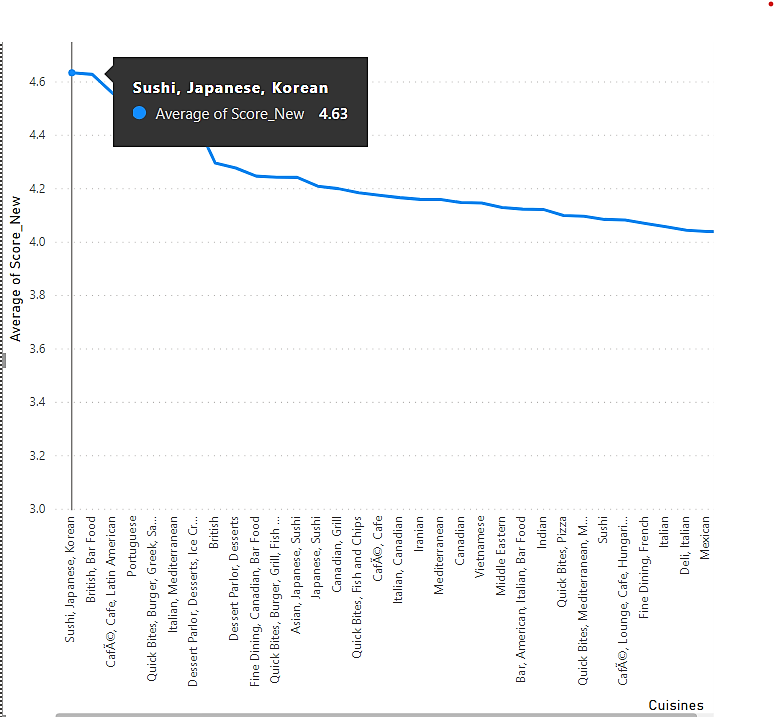 Sushi, Japanese, Korean
Average of Score_New 4.63
4.6
4.4
4.2
4.0
3.8
3.6
3.4
3.2
3.0
Average of Score_New
Sushi, Japanese, Korean
British, Bar Food
CafÃ©, Cafe, Latin American
Portuguese
Quick Bites, Burger, Greek, Sa...
Italian, Mediterranean
Dessert Parlor, Desserts, Ice Cr...
British
Dessert Parlor, Desserts
Fine Dining, Canadian, Bar Food
Quick Bites, Burger, Grill, Fish ...
Asian, Japanese, Sushi
Japanese, Sushi
Canadian, Grill
Quick Bites, Fish and Chips
CafÃ©, Cafe
Italian, Canadian
Iranian
Mediterranean
Canadian
Vietnamese
Middle Eastern
Bar, American, Italian, Bar Food
Indian
Quick Bites, Pizza
Quick Bites, Mediterranean, M...
Sushi
CafÃ©, Lounge, Cafe, Hungari...
Fine Dining, French
Italian
Deli, Italian
Mexican
Cuisines